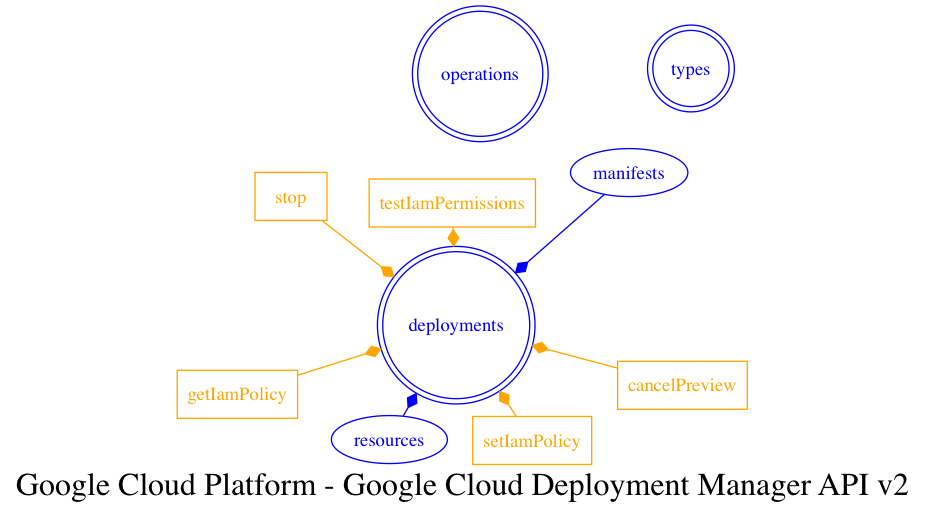 operations
types
manifests
stop
testIamPermissions
deployments
cancelPreview
getIamPolicy
resources
setIamPolicy
Google Cloud Platform - Google Cloud Deployment Manager API v2